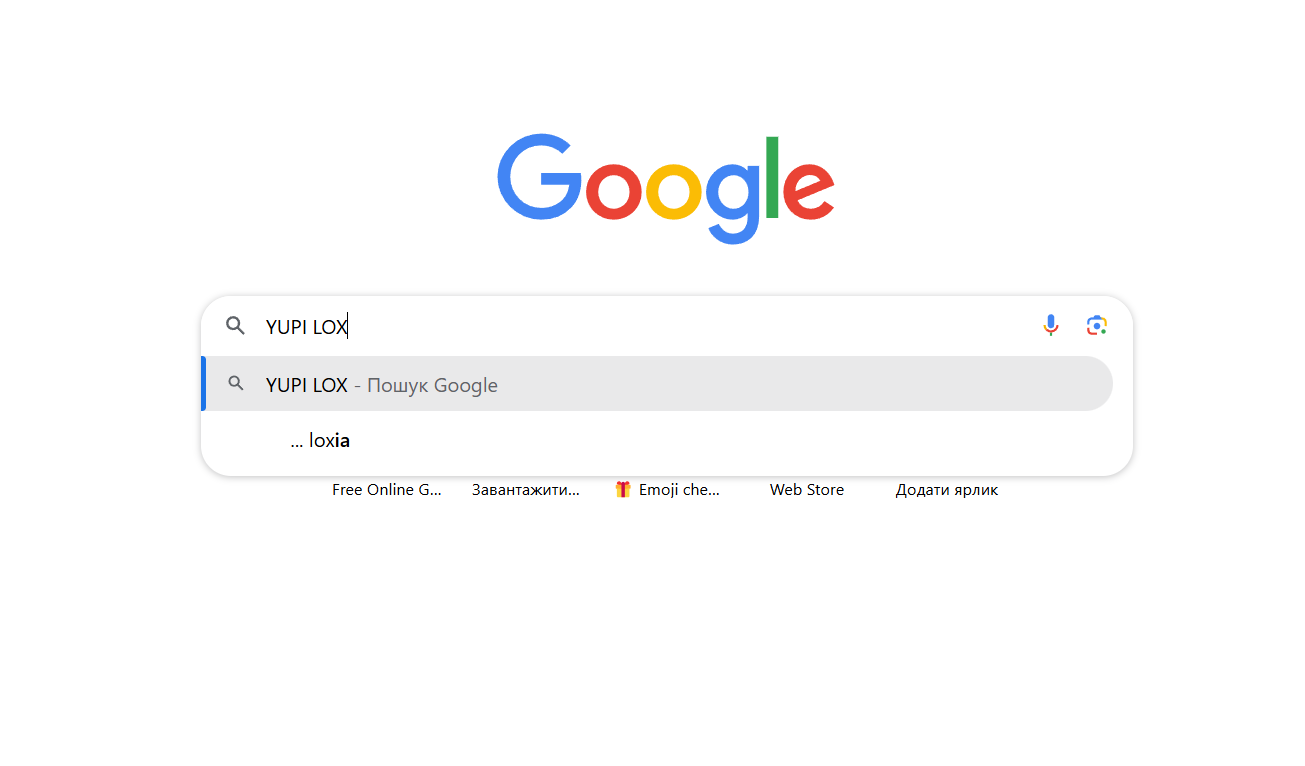 Google
YUPI LOX
YUPI LOX - Пошук Google
... loxia
Free Online G... Завантажити... Emoji che... Web Store Додати ярлик